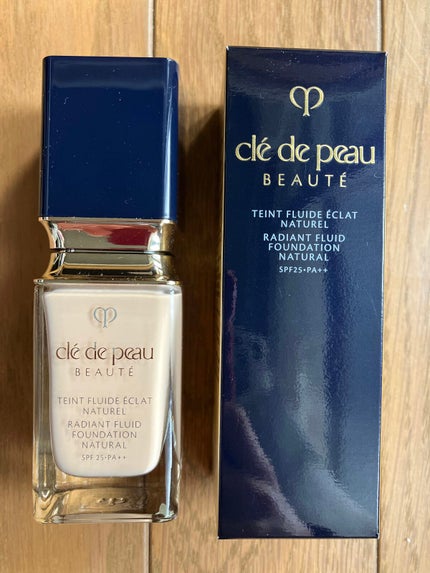 clé de peau
BEAUTÉ
TEINT FLUIDE ÉCLAT
NATUREL
RADIANT FLUID
FOUNDATION
NATURAL
SPF 25•PA++
clé de peau
BEAUTÉ
TEINT FLUIDE ÉCLAT
NATUREL
RADIANT FLUID
FOUNDATION
NATURAL
SPF25•PA++